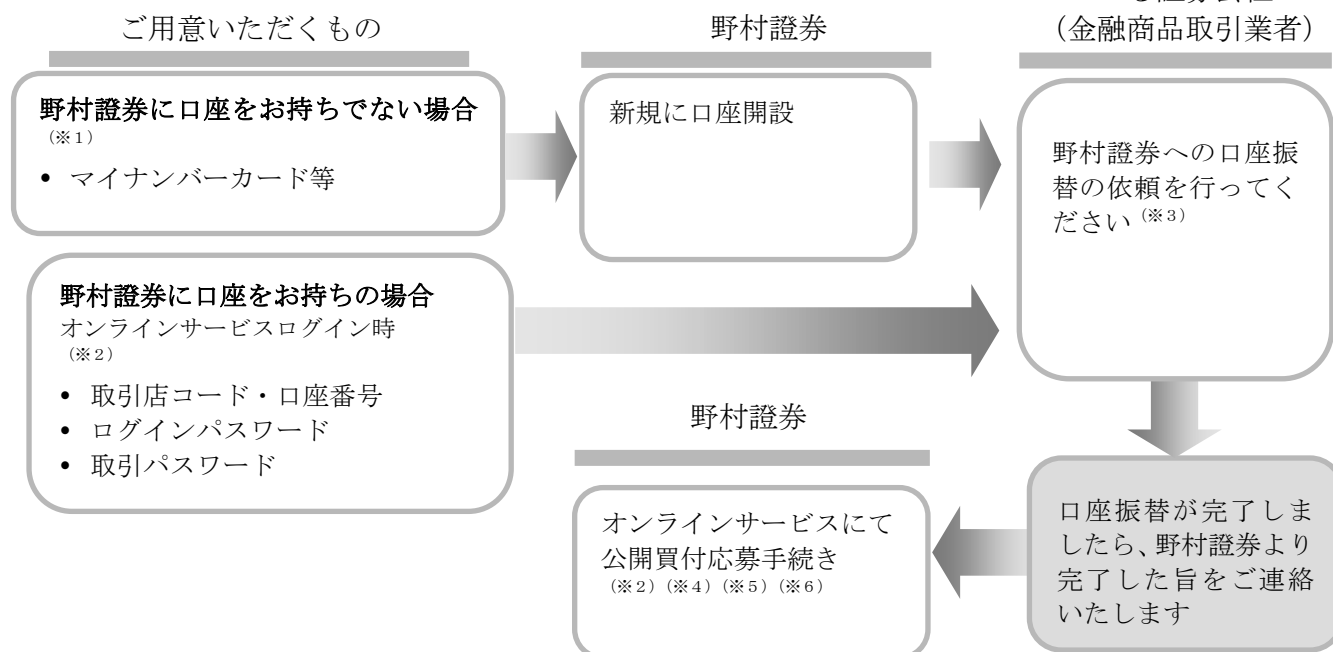 ご用意いただくもの
野村證券
(金融商品取引業者)
野村證券に口座をお持ちでない場合
(※1)
• マイナンバーカード等
新規に口座開設
野村證券への口座振
替の依頼を行ってく
ださい(※3)
野村證券に口座をお持ちの場合
オンラインサービスログイン時
(※2)
• 取引店コード・口座番号
• ログインパスワード
• 取引パスワード
口座振替が完了しま
したら、野村證券より
完了した旨をご連絡
いたします
野村證券
オンラインサービスにて
公開買付応募手続き
(※2)(※4)(※5)(※6)